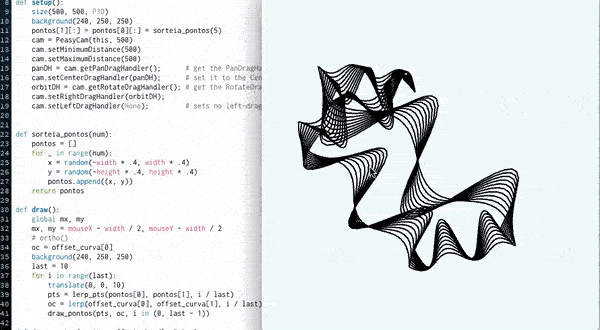 def setup():
size(500, 500, P3D)
background(240, 250, 250)
pontos[1][:] = pontos[0][:] = sorteia_pontos(5)
cam = PeasyCam(this, 500)
cam.setMinimumDistance(500)
cam.setMaximumDistance(500)
panDH = cam.getPanDragHandler(); # get the PanDragHa
cam.setCenterDragHandler(panDH); # set it to the Cen
orbitDH = cam.getRotateDragHandler(); # get the RotateDra
cam.setRightDragHandler(orbitDH);
cam.setLeftDragHandler(None); # sets no left-drag
def sorteia_pontos(num):
pontos = []
for _ in range(num):
x = random(-width * .4, width * .4)
y = random(-height * .4, height * .4)
pontos.append((x, y))
return pontos
def draw():
global mx, my
mx, my = mouseX - width / 2, mouseY - width / 2
# ortho()
oc = offset_curva[0]
background(240, 250, 250)
last = 10
for i in range(last):
translate(0, 0, 10)
pts = lerp_pts(pontos[0], pontos[1], i / last)
oc = lerp(offset_curva[0], offset_curva[1], i / last)
draw_pontos(pts, oc, i in (0, last - 1))